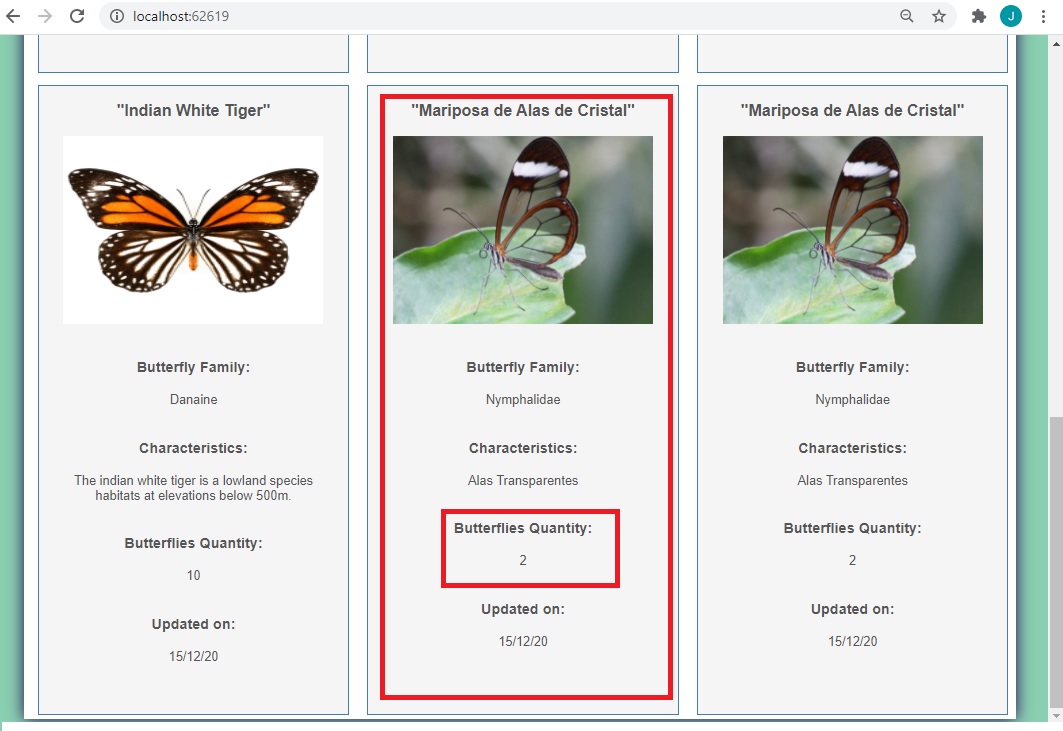 localhost:62619
J
"Indian White Tiger"
Butterfly Family:
Danaine
Characteristics:
The indian white tiger is a lowland species
habitats at elevations below 500m.
Butterflies Quantity:
10
Updated on:
15/12/20
"Mariposa de Alas de Cristal"
Butterfly Family:
Nymphalidae
Characteristics:
Alas Transparentes
Butterflies Quantity:
2
Updated on:
15/12/20
"Mariposa de Alas de Cristal"
Butterfly Family:
Nymphalidae
Characteristics:
Alas Transparentes
Butterflies Quantity:
2
Updated on:
15/12/20